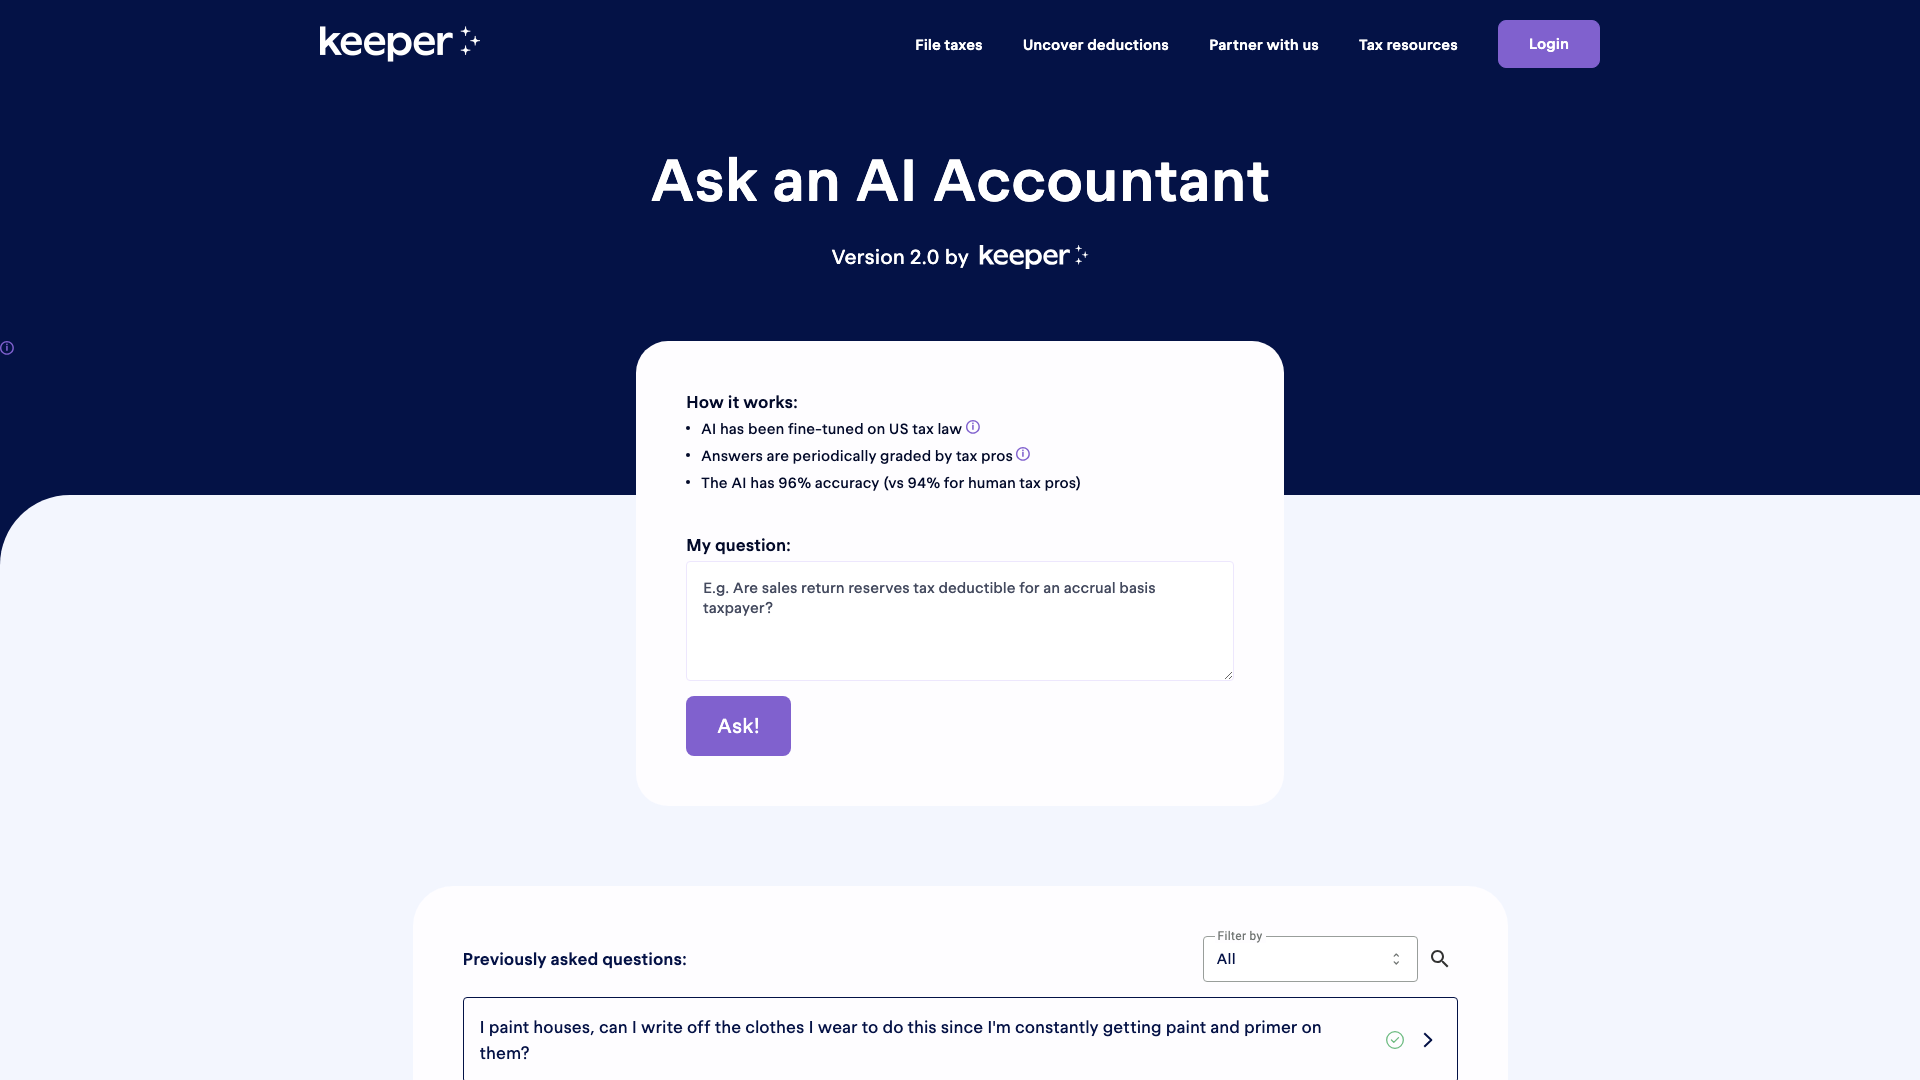 keeper
File taxes
Uncover deductions
Partner with us
Tax resources
Login
Ask an AI Accountant
Version 2.0 by keeper
How it works:
• AI has been fine-tuned on US tax law
• Answers are periodically graded by tax pros
• The AI has 96% accuracy (vs 94% for human tax pros)
My question:
E.g. Are sales return reserves tax deductible for an accrual basis
taxpayer?
Ask!
Previously asked questions:
Filter by
All
I paint houses, can I write off the clothes I wear to do this since I'm constantly getting paint and primer on
them?